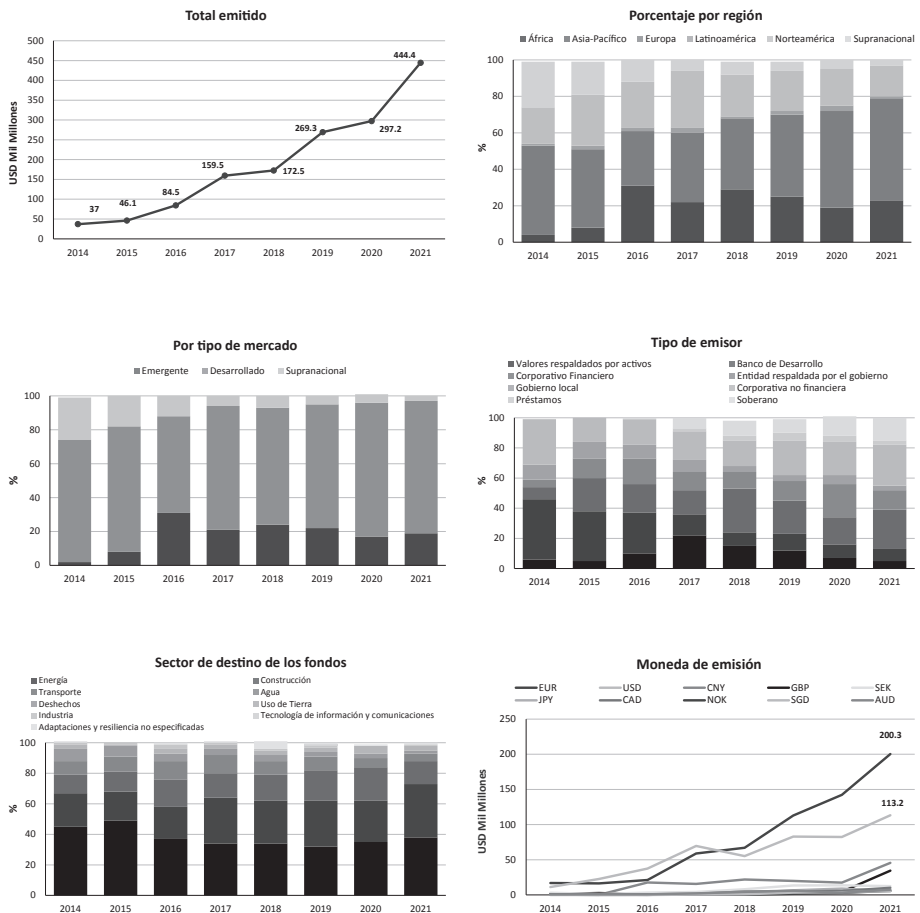 Total emitido
USD Mil Millones
500
450
400
350
300
250
200
150
100
50
0
37
46.1
84.5
159.5
172.5
269.3
297.2
444.4
2014 2015 2016 2017 2018 2019 2020 2021
Porcentaje por región
África Asia-Pacífico Europa Latinoamérica Norteamérica Supranacional
%
100
80
60
40
20
0
2014 2015 2016 2017 2018 2019 2020 2021
Por tipo de mercado
Emergente Desarrollado Supranacional
%
100
80
60
40
20
0
2014 2015 2016 2017 2018 2019 2020 2021
Tipo de emisor
Valores respaldados por activos Banco de Desarrollo
Corporativo Financiero Entidad respaldada por el gobierno
Gobierno local Corporativa no financiera
Préstamos Soberano
%
100
80
60
40
20
0
2014 2015 2016 2017 2018 2019 2020 2021
Sector de destino de los fondos
Energía Construcción
Transporte Agua
Deshechos Uso de Tierra
Industria Tecnología de información y comunicaciones
Adaptaciones y resiliencia no especificadas
%
100
80
60
40
20
0
2014 2015 2016 2017 2018 2019 2020 2021
Moneda de emisión
EUR USD CNY GBP SEK
JPY CAD NOK SGD AUD
USD Mil Millones
250
200
150
100
50
0
200.3
113.2
2014 2015 2016 2017 2018 2019 2020 2021